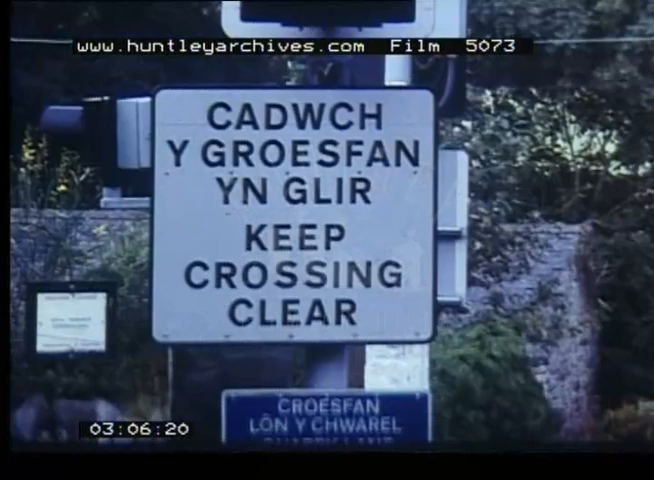 www.huntleyarchives.com Film 5073
CADWCH
Y GROESFAN
YN GLIR
KEEP
CROSSING
CLEAR
CROESFAN
LÔN Y CHWAREL
03:06:20